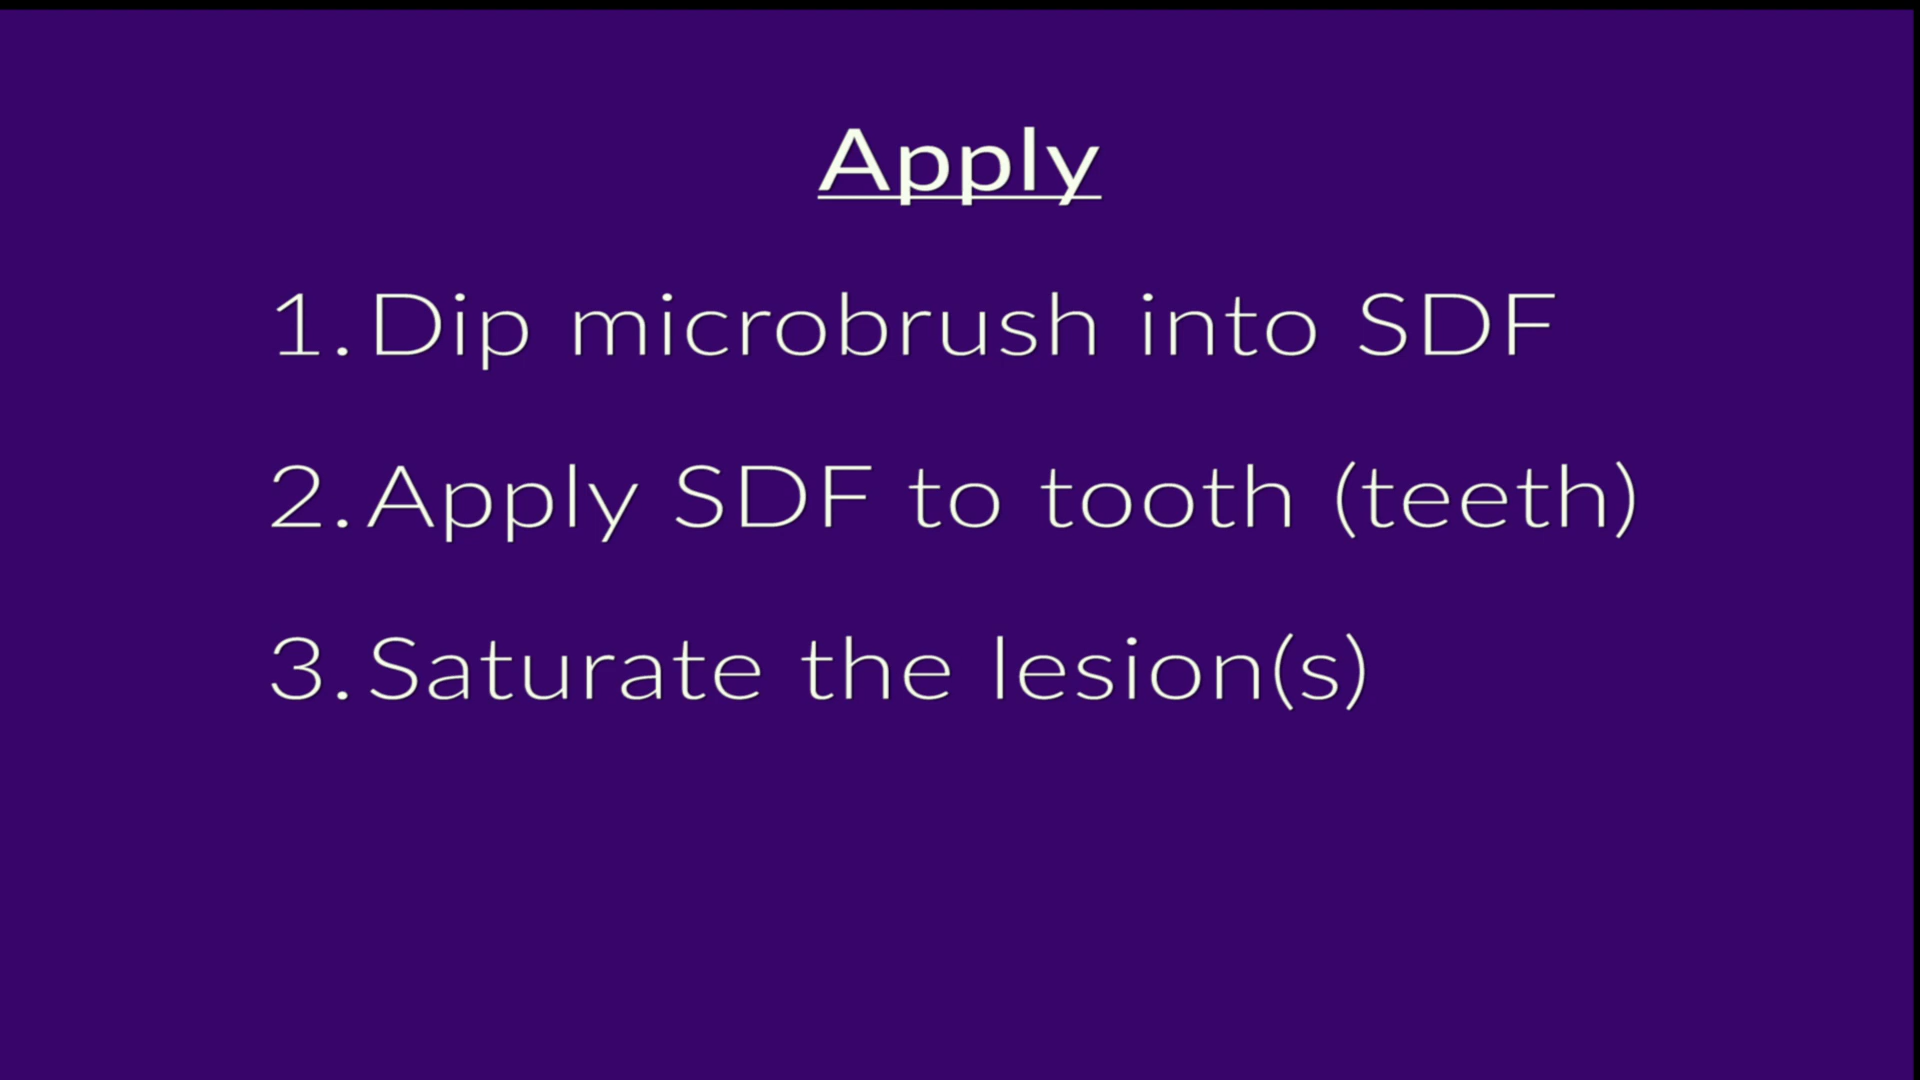 Apply
1. Dip microbrush into SDF
2. Apply SDF to tooth (teeth)
3. Saturate the lesion(s)